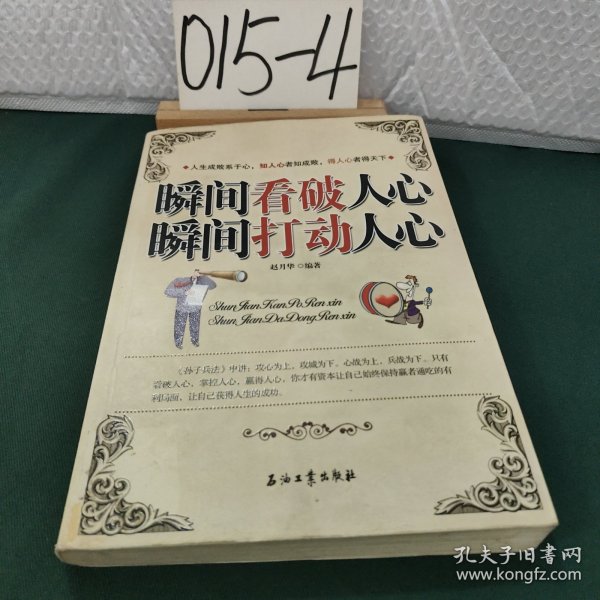 015-4
◆人生成败系于心，知人心者知成败，得人心者得天下◆
瞬间看破人心
瞬间打动人心
赵月华◎编著
Shun Jian Kan Po Ren xin
Shun Jian Da Dong Ren xin
《孙子兵法》中讲：攻心为上，攻城为下。心战为上，兵战为下。只有
看破人心，掌控人心，赢得人心，你才有资本让自己始终保持赢者通吃的有
利局面，让自己获得人生的成功。
石油工业出版社
孔夫子旧书网
www.kongfz.com